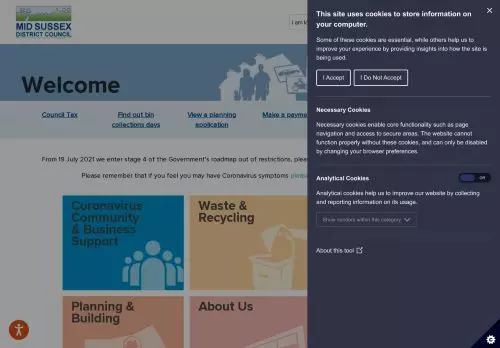 MID SUSSEX
DISTRICT COUNCIL
I am l
Welcome
Council Tax
Find out bin
collections days
View a planning
application
Make a payme
From 19 July 2021 we enter stage 4 of the Government's roadmap out of restrictions, pleas
Please remember that if you feel you may have Coronavirus symptoms please
Coronavirus
Community
& Business
Support
Waste &
Recycling
Planning &
Building
About Us
This site uses cookies to store information on
your computer.
Some of these cookies are essential, while others help us to
improve your experience by providing insights into how the site is
being used.
I Accept
I Do Not Accept
Necessary Cookies
Necessary cookies enable core functionality such as page
navigation and access to secure areas. The website cannot
function properly without these cookies, and can only be disabled
by changing your browser preferences.
Analytical Cookies
Off
Analytical cookies help us to improve our website by collecting
and reporting information on its usage.
Show vendors within this category
About this tool